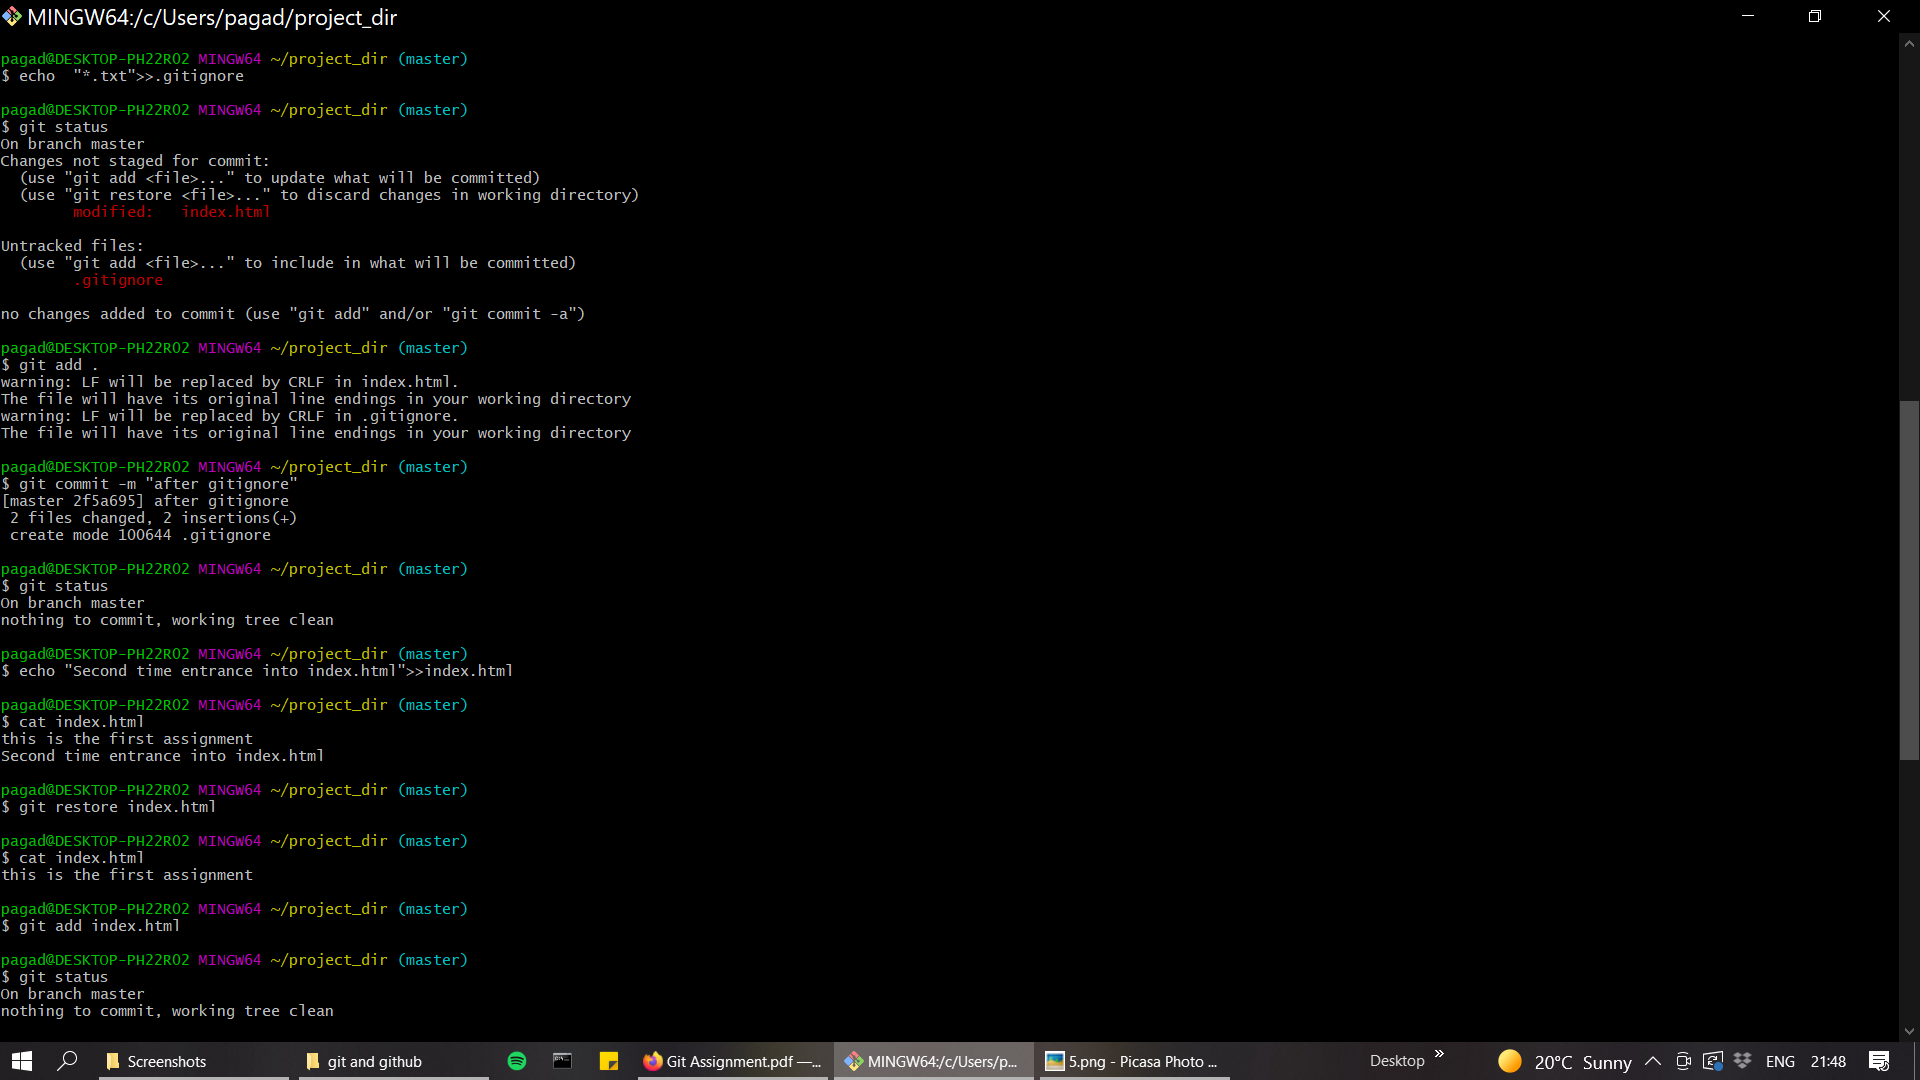 MINGW64:/c/Users/pagad/project_dir
pagad@DESKTOP-PH22RO2 MINGW64 ~/project_dir (master)
$ echo  "*.txt">>.gitignore
pagad@DESKTOP-PH22RO2 MINGW64 ~/project_dir (master)
$ git status
On branch master
Changes not staged for commit:
  (use "git add <file>..." to update what will be committed)
  (use "git restore <file>..." to discard changes in working directory)
        modified:   index.html
Untracked files:
  (use "git add <file>..." to include in what will be committed)
        .gitignore
no changes added to commit (use "git add" and/or "git commit -a")
pagad@DESKTOP-PH22RO2 MINGW64 ~/project_dir (master)
$ git add .
warning: LF will be replaced by CRLF in index.html.
The file will have its original line endings in your working directory
warning: LF will be replaced by CRLF in .gitignore.
The file will have its original line endings in your working directory
pagad@DESKTOP-PH22RO2 MINGW64 ~/project_dir (master)
$ git commit -m "after gitignore"
[master 2f5a695] after gitignore
 2 files changed, 2 insertions(+)
 create mode 100644 .gitignore
pagad@DESKTOP-PH22RO2 MINGW64 ~/project_dir (master)
$ git status
On branch master
nothing to commit, working tree clean
pagad@DESKTOP-PH22RO2 MINGW64 ~/project_dir (master)
$ echo "Second time entrance into index.html">>index.html
pagad@DESKTOP-PH22RO2 MINGW64 ~/project_dir (master)
$ cat index.html
this is the first assignment
Second time entrance into index.html
pagad@DESKTOP-PH22RO2 MINGW64 ~/project_dir (master)
$ git restore index.html
pagad@DESKTOP-PH22RO2 MINGW64 ~/project_dir (master)
$ cat index.html
this is the first assignment
pagad@DESKTOP-PH22RO2 MINGW64 ~/project_dir (master)
$ git add index.html
pagad@DESKTOP-PH22RO2 MINGW64 ~/project_dir (master)
$ git status
On branch master
nothing to commit, working tree clean
Screenshots git and github Git Assignment.pdf —... MINGW64:/c/Users/p... 5.png - Picasa Photo ... Desktop » 20°C Sunny ENG 21:48